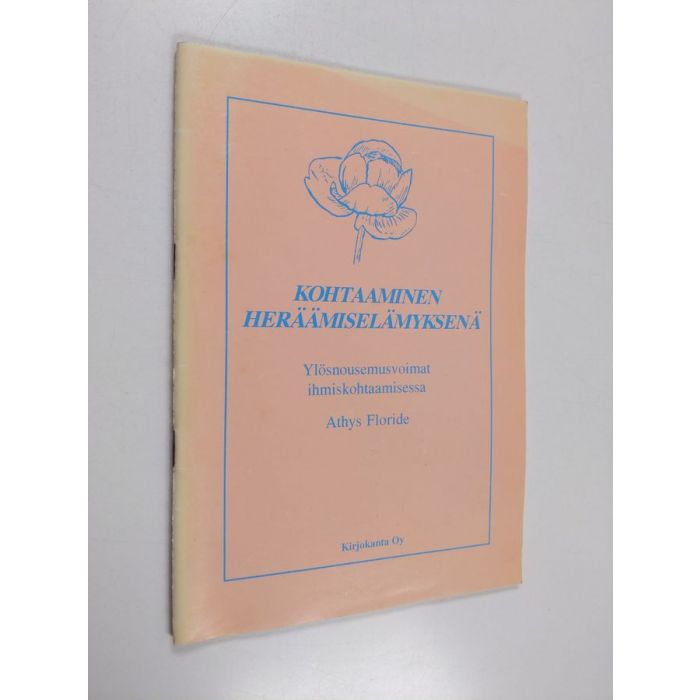 KOHTAAMINEN
HERÄÄMISELÄMYKSENÄ
Ylösnousemusvoimat
ihmiskohtaamisessa
Athys Floride
Kirjokanta Oy